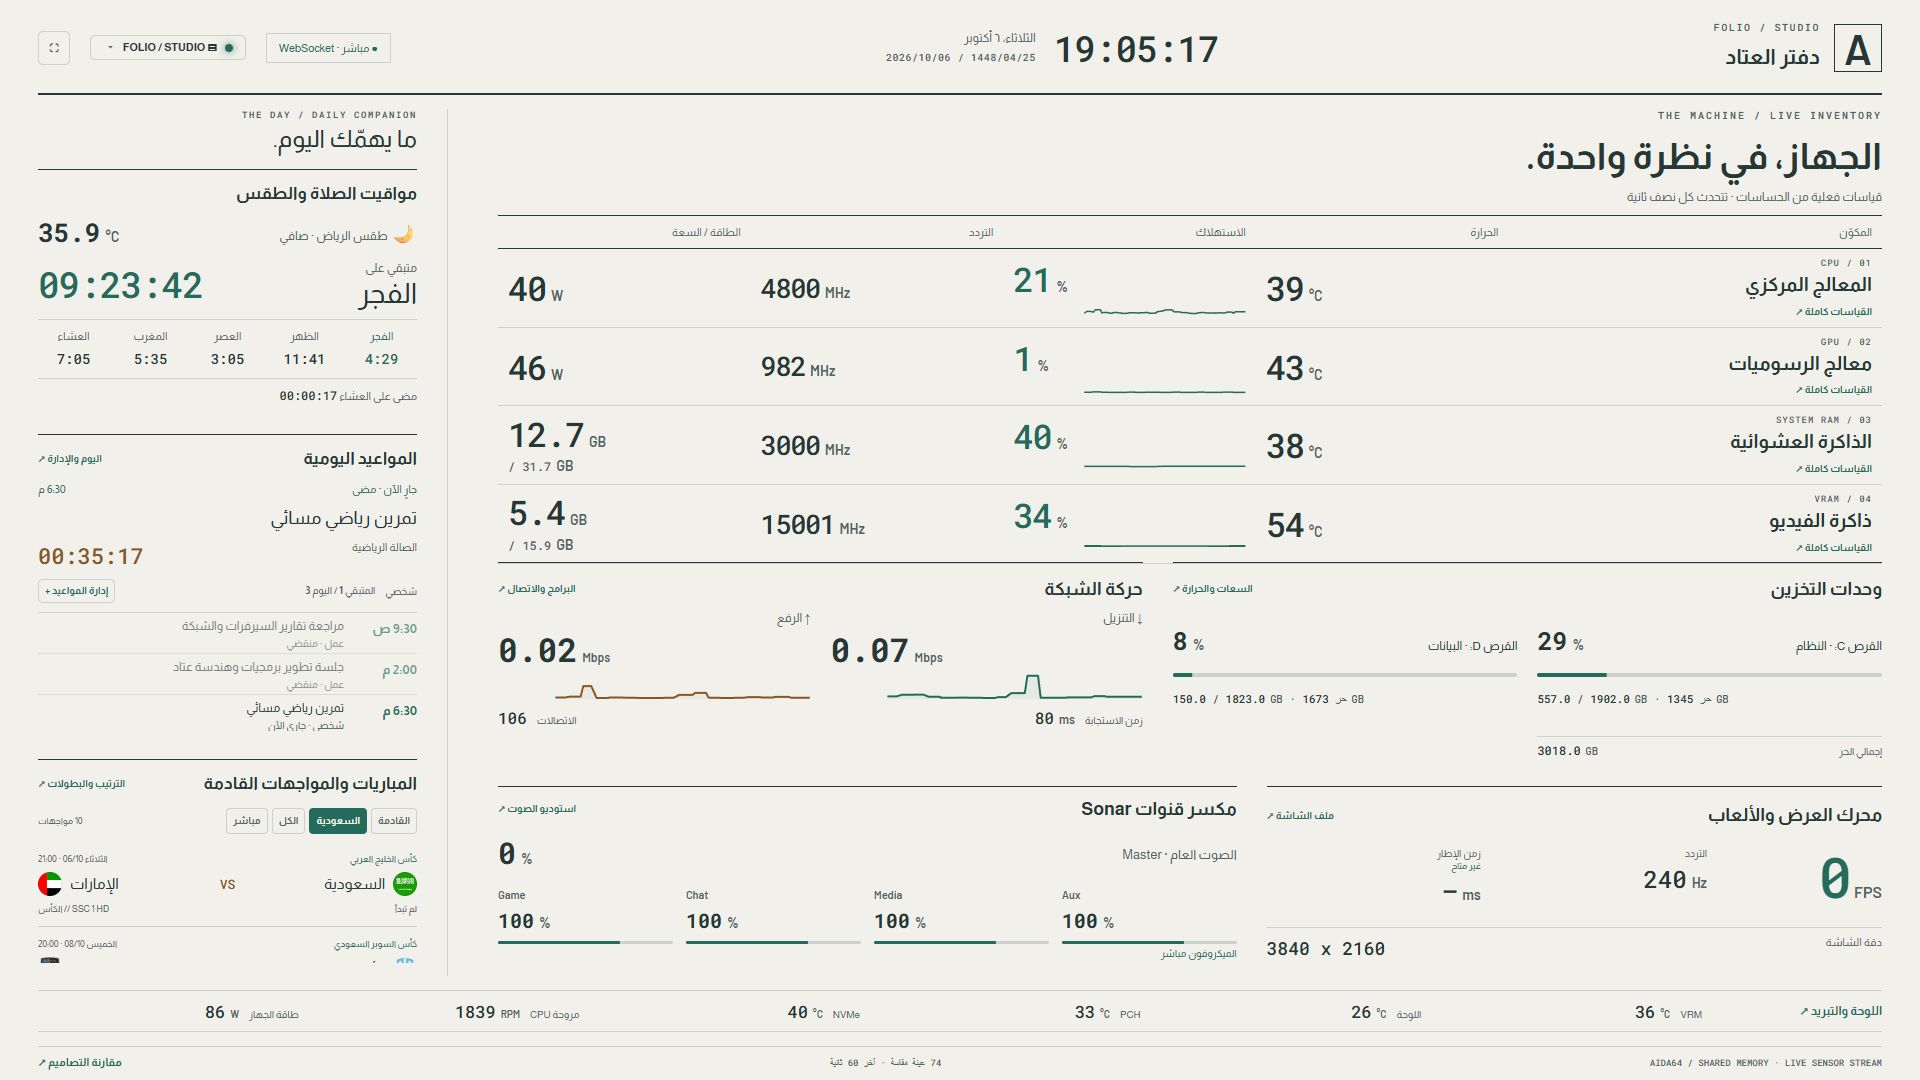 FOLIO / STUDIO
دفتر العتاد
A
19:05:17
الثلاثاء، ٦ أكتوبر
2026/10/06 / 1448/04/25
مباشر · WebSocket
FOLIO / STUDIO
THE MACHINE / LIVE INVENTORY
الجهاز، في نظرة واحدة.
قياسات فعلية من الحساسات · تتحدث كل نصف ثانية
المكوّن الحرارة الاستهلاك التردد الطاقة / السعة
CPU / 01
المعالج المركزي
القياسات كاملة ↗
39 °C 21 % 4800 MHz 40 W
GPU / 02
معالج الرسوميات
القياسات كاملة ↗
43 °C 1 % 982 MHz 46 W
SYSTEM RAM / 03
الذاكرة العشوائية
القياسات كاملة ↗
38 °C 40 % 3000 MHz 12.7 GB
/ 31.7 GB
VRAM / 04
ذاكرة الفيديو
القياسات كاملة ↗
54 °C 34 % 15001 MHz 5.4 GB
/ 15.9 GB
وحدات التخزين
السعات والحرارة ↗
القرص C: · النظام 29 %
557.0 / 1902.0 GB · 1345 حر GB
القرص D: · البيانات 8 %
150.0 / 1823.0 GB · 1673 حر GB
إجمالي الحر 3018.0 GB
حركة الشبكة
البرامج والاتصال ↗
↓ التنزيل
0.07 Mbps
↑ الرفع
0.02 Mbps
زمن الاستجابة 80 ms
الاتصالات 106
محرك العرض والألعاب
ملف الشاشة ↗
0 FPS
التردد
240 Hz
زمن الإطار
غير متاح
— ms
دقة الشاشة 3840 x 2160
مكسر قنوات Sonar
استوديو الصوت ↗
الصوت العام · Master 0 %
Game Chat Media Aux
100 % 100 % 100 % 100 %
الميكروفون مباشر
THE DAY / DAILY COMPANION
ما يهمّك اليوم.
مواقيت الصلاة والطقس
طقس الرياض · صافي 35.9 °C
متبقي على
الفجر
09:23:42
الفجر الظهر العصر المغرب العشاء
4:29 11:41 3:05 5:35 7:05
مضى على العشاء 00:00:17
المواعيد اليومية
اليوم والإدارة ↗
جارٍ الآن · مضى 6:30 م
تمرين رياضي مسائي
الصالة الرياضية
00:35:17
شخصي المتبقي 1 / اليوم 3
إدارة المواعيد +
9:30 ص مراجعة تقارير السيرفرات والشبكة
عمل · منقضي
2:00 م جلسة تطوير برمجيات وهندسة عتاد
عمل · منقضي
6:30 م تمرين رياضي مسائي
شخصي · جاري الآن
المباريات والمواجهات القادمة
الترتيب والبطولات ↗
القادمة السعودية الكل مباشر
10 مواجهات
كأس الخليج العربي
الثلاثاء 06/10 · 21:00
السعودية VS الإمارات
لم تبدأ
SSC 1 HD // الكأس
كأس السوبر السعودي
الخميس 08/10 · 20:00
اللوحة والتبريد ↗
VRM 36 °C
اللوحة 26 °C
PCH 33 °C
NVMe 40 °C
مروحة CPU 1839 RPM
طاقة الجهاز 86 W
AIDA64 / SHARED MEMORY · LIVE SENSOR STREAM
74 عينة مقاسة · آخر 60 ثانية
مقارنة التصاميم ↗